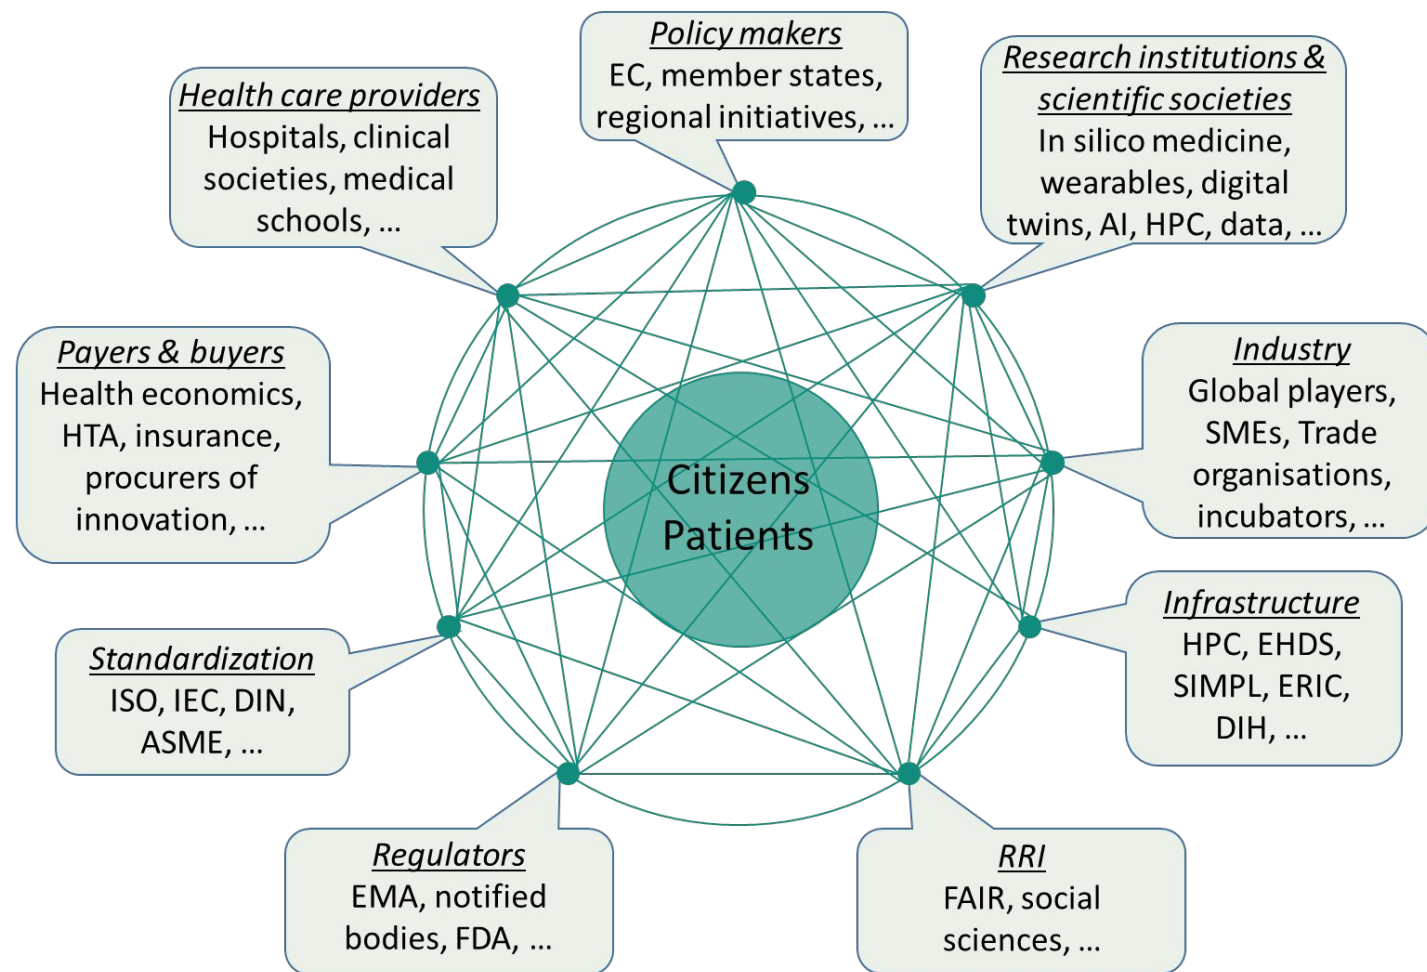 Policy makers
EC, member states,
regional initiatives, ...
Research institutions &
scientific societies
In silico medicine,
wearables, digital
twins, AI, HPC, data, ...
Health care providers
Hospitals, clinical
societies, medical
schools, ...
Payers & buyers
Health economics,
HTA, insurance,
procurers of
innovation, ...
Industry
Global players,
SMEs, Trade
organisations,
incubators, ...
Citizens
Patients
Standardization
ISO, IEC, DIN,
ASME, ...
Infrastructure
HPC, EHDS,
SIMPL, ERIC,
DIH, ...
Regulators
EMA, notified
bodies, FDA, ...
RRI
FAIR, social
sciences, ...